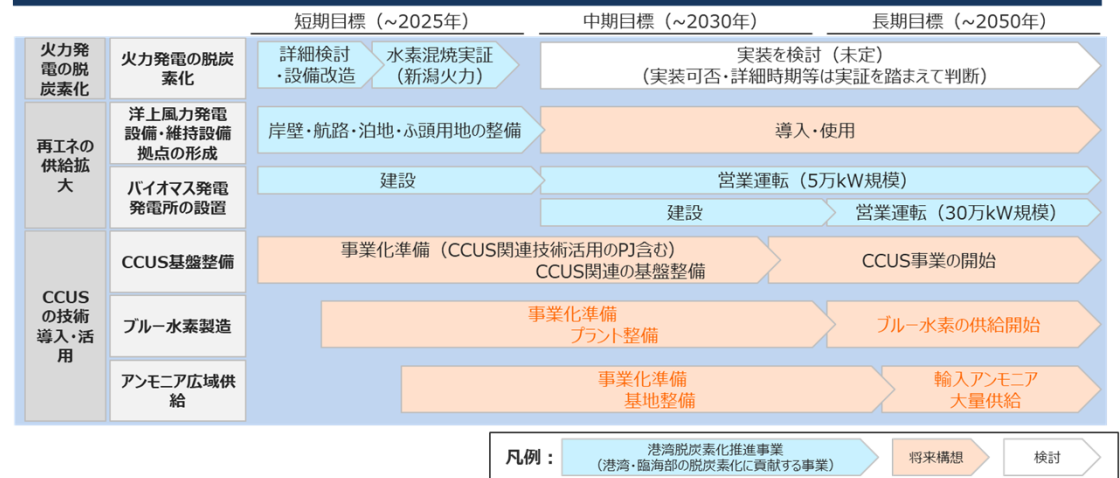 短期目標（~2025年）
中期目標（~2030年）
長期目標（~2050年）
火力発
電の脱
炭素化
火力発電の脱炭
素化
詳細検討
・設備改造
水素混焼実証
（新潟火力）
実装を検討（未定）
（実装可否・詳細時期等は実証を踏まえて判断）
再エネの
供給拡
大
洋上風力発電
設備・維持設備
拠点の形成
岸壁・航路・泊地・ふ頭用地の整備
導入・使用
バイオマス発電
発電所の設置
建設
営業運転（5万kW規模）
建設
営業運転（30万kW規模）
CCUS
の技術
導入・活
用
CCUS基盤整備
事業化準備（CCUS関連技術活用のPJ含む）
CCUS関連の基盤整備
CCUS事業の開始
ブルー水素製造
事業化準備
プラント整備
ブルー水素の供給開始
アンモニア広域供
給
事業化準備
基地整備
輸入アンモニア
大量供給
凡例：
港湾脱炭素化推進事業
（港湾・臨海部の脱炭素化に貢献する事業）
将来構想
検討